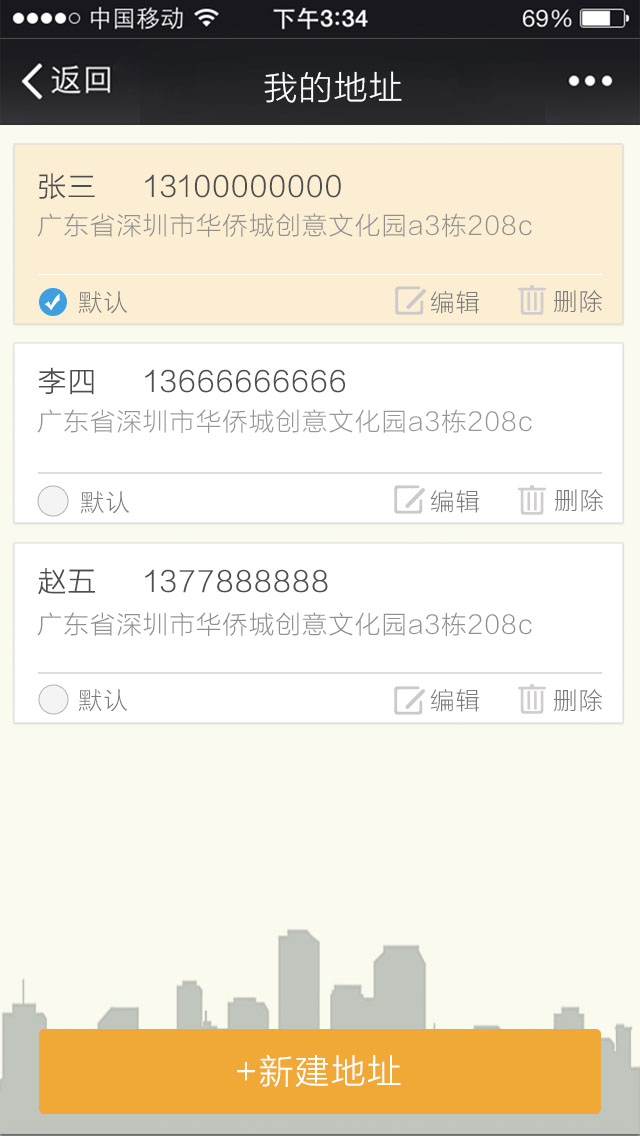 中国移动 下午3:34 69%
返回 我的地址
张三 13100000000
广东省深圳市华侨城创意文化园a3栋208c
默认 编辑 删除
李四 13666666666
广东省深圳市华侨城创意文化园a3栋208c
默认 编辑 删除
赵五 1377888888
广东省深圳市华侨城创意文化园a3栋208c
默认 编辑 删除
+新建地址